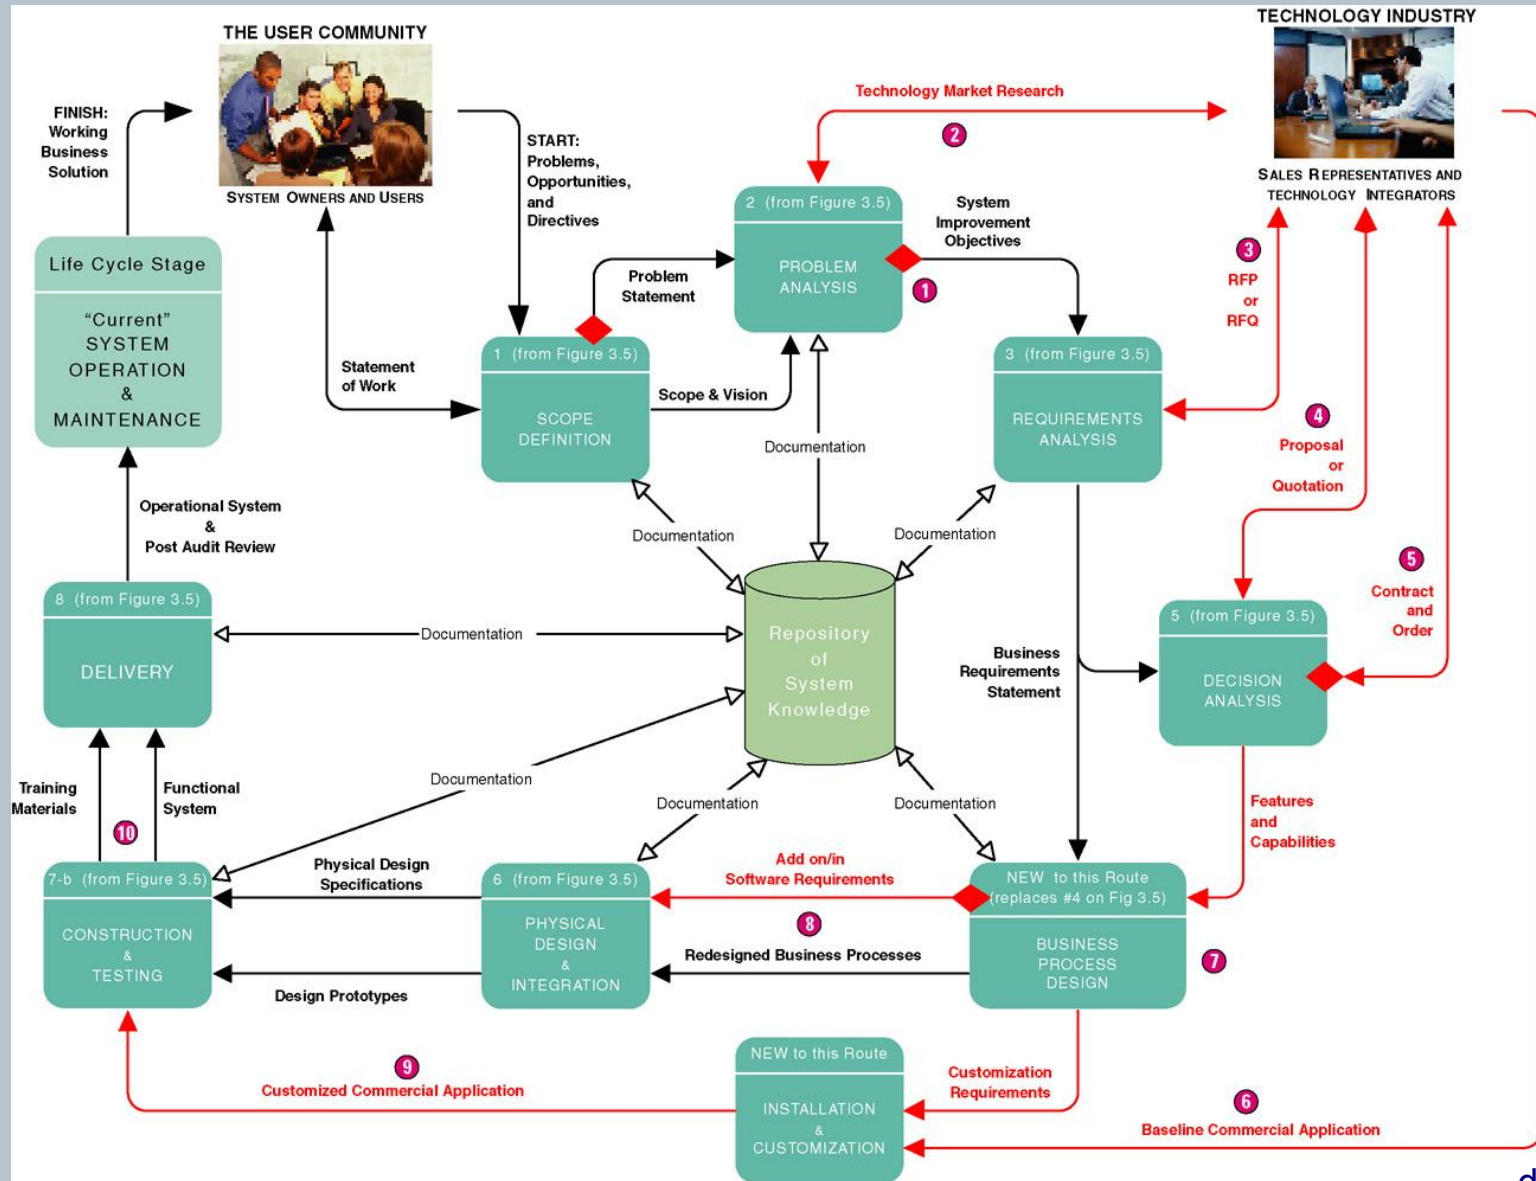 THE USER COMMUNITY
TECHNOLOGY INDUSTRY
SYSTEM OWNERS AND USERS
SALES REPRESENTATIVES AND
TECHNOLOGY INTEGRATORS
FINISH:
Working
Business
Solution
START:
Problems,
Opportunities,
and
Directives
Technology Market Research
2
2 (from Figure 3.5)
PROBLEM
ANALYSIS
System
Improvement
Objectives
1
3
RFP
or
RFQ
Life Cycle Stage
“Current”
SYSTEM
OPERATION
&
MAINTENANCE
Problem
Statement
Statement
of Work
1 (from Figure 3.5)
SCOPE
DEFINITION
Scope & Vision
3 (from Figure 3.5)
REQUIREMENTS
ANALYSIS
4
Proposal
or
Quotation
Documentation
Documentation
Documentation
Operational System
&
Post Audit Review
5
Contract
and
Order
8 (from Figure 3.5)
DELIVERY
Documentation
Repository
of
System
Knowledge
Business
Requirements
Statement
5 (from Figure 3.5)
DECISION
ANALYSIS
Training
Materials
Functional
System
10
Documentation
Documentation
Documentation
Features
and
Capabilities
7-b (from Figure 3.5)
CONSTRUCTION
&
TESTING
Physical Design
Specifications
Design Prototypes
6 (from Figure 3.5)
PHYSICAL
DESIGN
&
INTEGRATION
Add on/in
Software Requirements
8
Redesigned Business Processes
NEW to this Route
(replaces #4 on Fig 3.5)
BUSINESS
PROCESS
DESIGN
7
9
Customized Commercial Application
NEW to this Route
INSTALLATION
&
CUSTOMIZATION
Customization
Requirements
6
Baseline Commercial Application